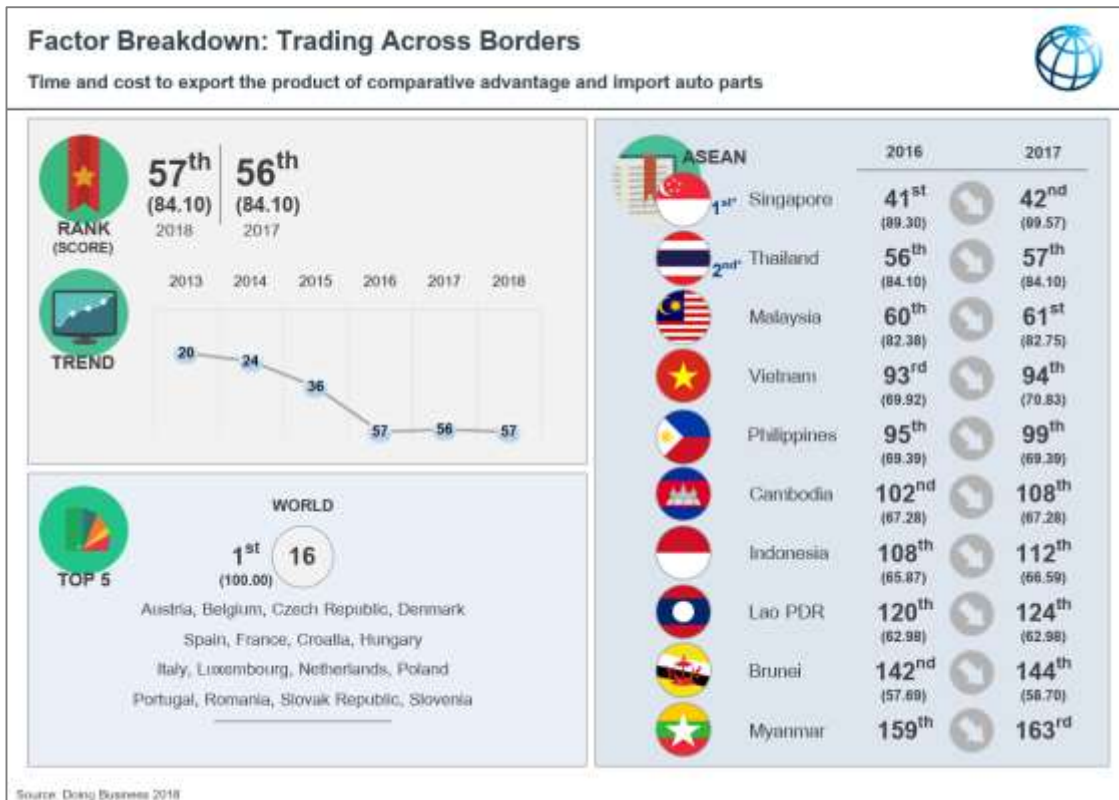 Factor Breakdown: Trading Across Borders
Time and cost to export the product of comparative advantage and import auto parts
RANK
(SCORE)
57th 56th
(84.10) (84.10)
2018 2017
TREND
2013 2014 2015 2016 2017 2018
20 24 36 57 56 57
TOP 5
WORLD
1st 16
(100.00)
Austria, Belgium, Czech Republic, Denmark
Spain, France, Croatia, Hungary
Italy, Luxembourg, Netherlands, Poland
Portugal, Romania, Slovak Republic, Slovenia
ASEAN 2016 2017
1st* Singapore 41st 42nd
(89.30) (99.57)
2nd* Thailand 56th 57th
(84.10) (84.10)
Malaysia 60th 61st
(82.38) (82.75)
Vietnam 93rd 94th
(69.92) (70.83)
Philippines 95th 99th
(69.39) (69.39)
Cambodia 102nd 108th
(67.28) (67.28)
Indonesia 108th 112th
(65.87) (66.59)
Lao PDR 120th 124th
(62.98) (62.98)
Brunei 142nd 144th
(57.69) (58.70)
Myanmar 159th 163rd
Source: Doing Business 2018